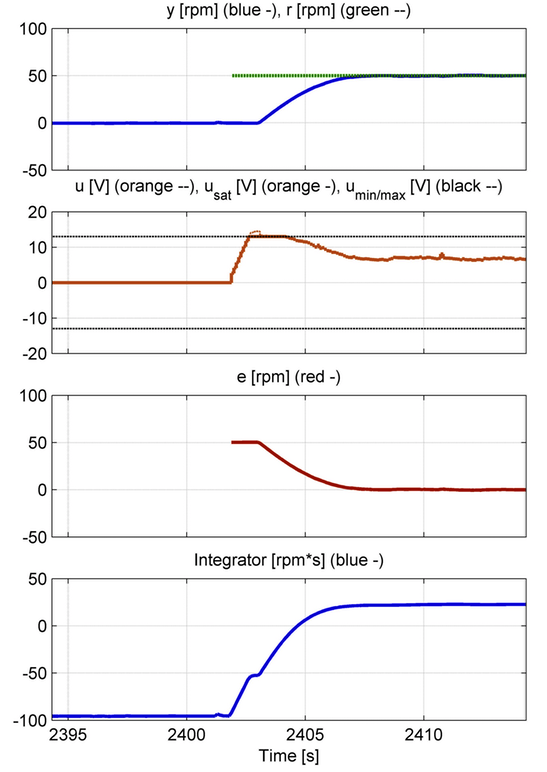 y [rpm] (blue -), r [rpm] (green --)
100
50
0
-50
u [V] (orange --), u_sat [V] (orange -), u_min/max [V] (black --)
20
10
0
-10
-20
e [rpm] (red -)
100
50
0
-50
Integrator [rpm*s] (blue -)
50
0
-50
-100
2395 2400 2405 2410
Time [s]